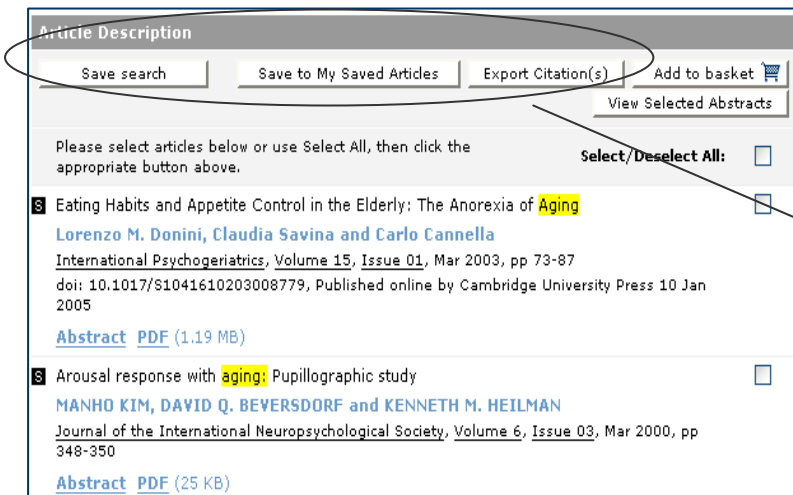 Article Description
Save search Save to My Saved Articles Export Citation(s) Add to basket
View Selected Abstracts
Please select articles below or use Select All, then click the
appropriate button above.
Select/Deselect All:
S Eating Habits and Appetite Control in the Elderly: The Anorexia of Aging
Lorenzo M. Donini, Claudia Savina and Carlo Cannella
International Psychogeriatrics, Volume 15, Issue 01, Mar 2003, pp 73-87
doi: 10.1017/S1041610203008779, Published online by Cambridge University Press 10 Jan
2005
Abstract PDF (1.19 MB)
S Arousal response with aging: Pupillographic study
MANHO KIM, DAVID Q. BEVERSDORF and KENNETH M. HEILMAN
Journal of the International Neuropsychological Society, Volume 6, Issue 03, Mar 2000, pp
348-350
Abstract PDF (25 KB)